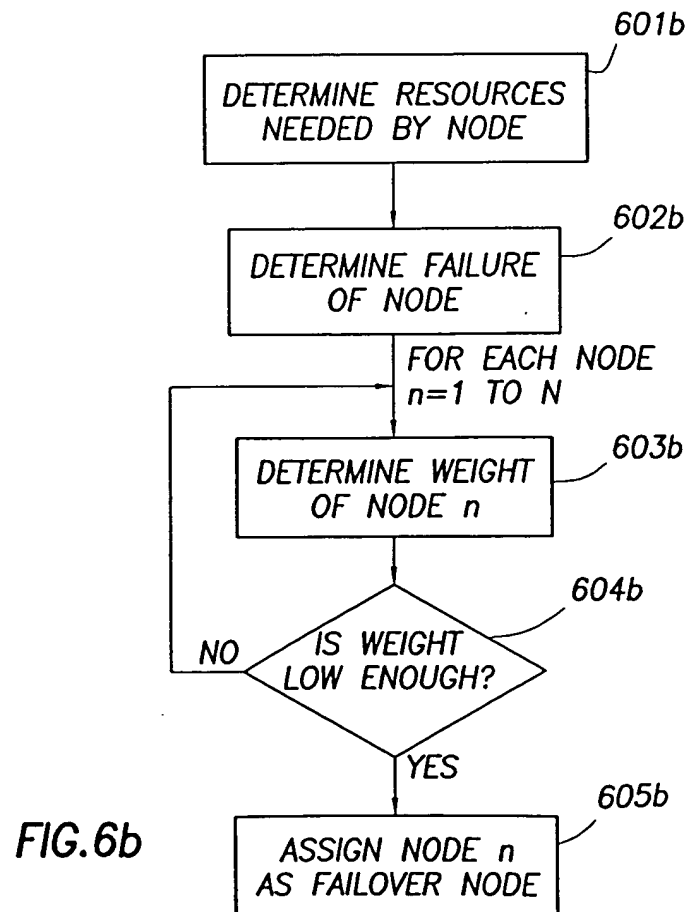 601b
DETERMINE RESOURCES
NEEDED BY NODE
602b
DETERMINE FAILURE
OF NODE
FOR EACH NODE
n=1 TO N
603b
DETERMINE WEIGHT
OF NODE n
604b
IS WEIGHT
LOW ENOUGH?
NO
YES
605b
ASSIGN NODE n
AS FAILOVER NODE
FIG.6b